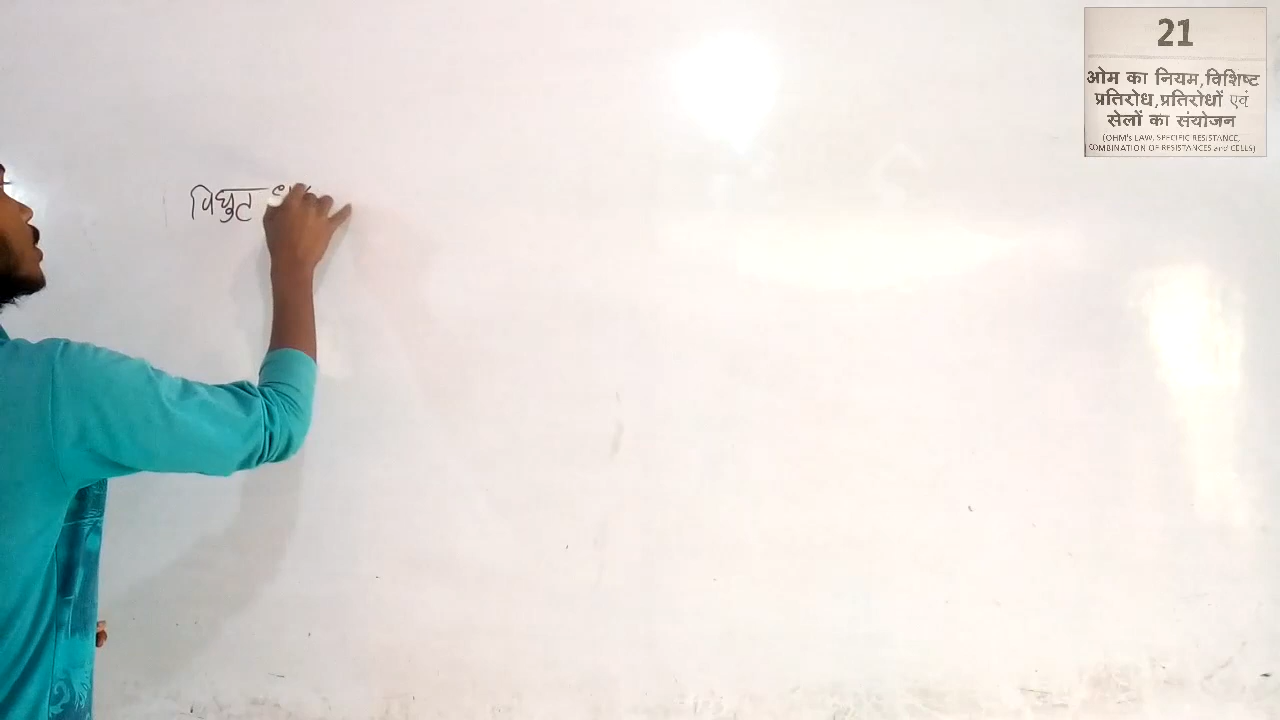 विघुत
21
ओम का नियम,विशिष्ट
प्रतिरोध,प्रतिरोधों एवं
सेलों का संयोजन
(OHM's LAW, SPECIFIC RESISTANCE,
COMBINATION OF RESISTANCES and CELLS)